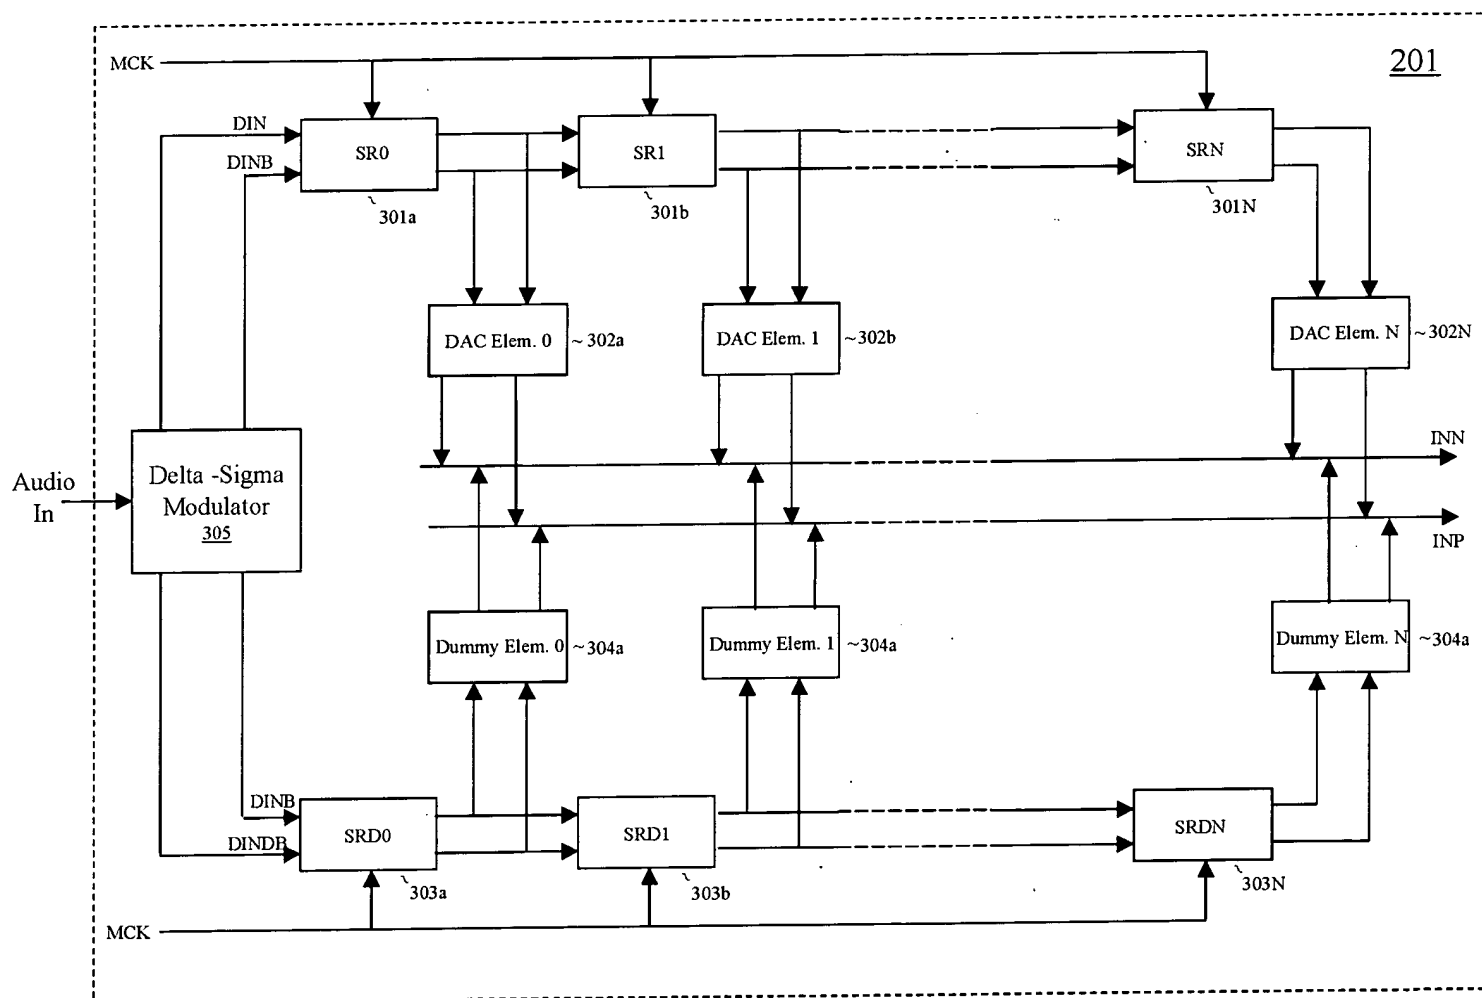 201
MCK
DIN
DINB
SR0
SR1
SRN
~301a
~301b
~301N
DAC Elem. 0 ~302a
DAC Elem. 1 ~302b
DAC Elem. N ~302N
INN
Audio
In
Delta -Sigma
Modulator
305
INP
Dummy Elem. 0 ~304a
Dummy Elem. 1 ~304a
Dummy Elem. N ~304a
DINB
DINDB
SRD0
SRD1
SRDN
~303a
~303b
~303N
MCK